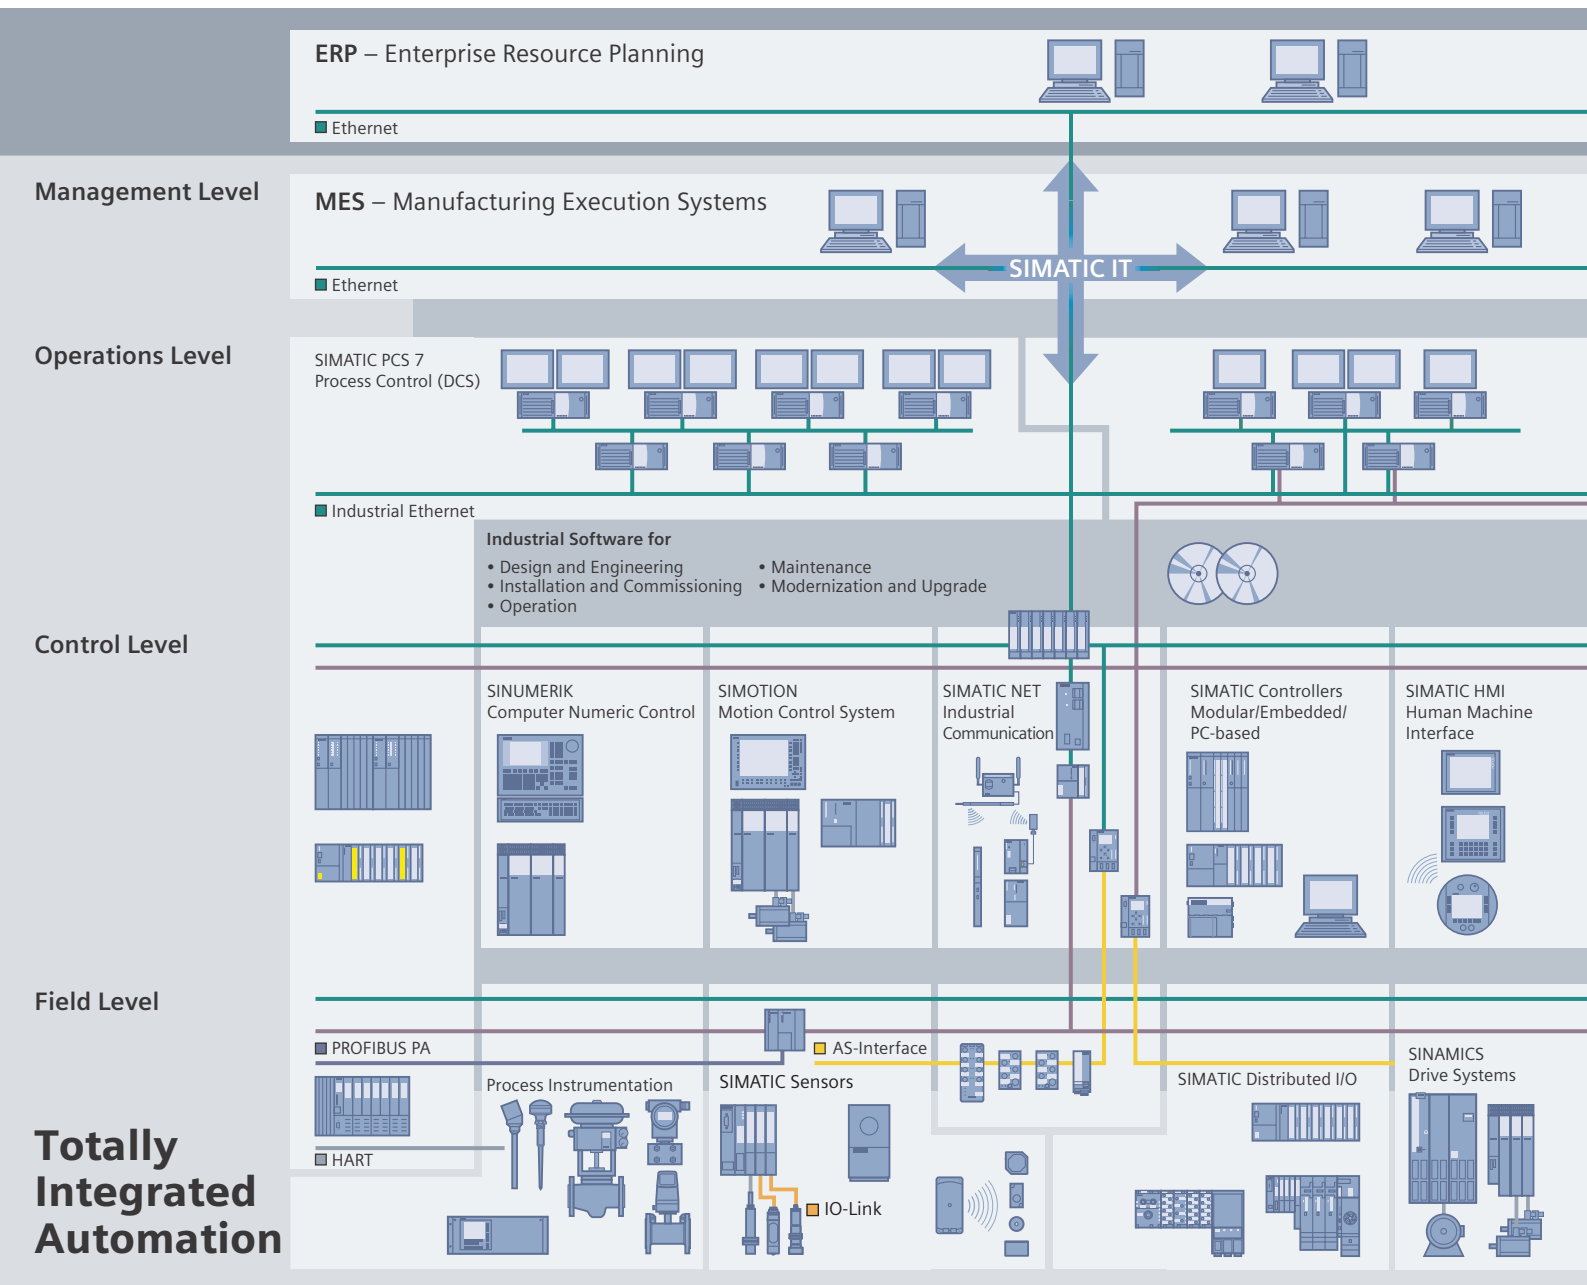 ERP – Enterprise Resource Planning
Ethernet
Management Level
MES – Manufacturing Execution Systems
SIMATIC IT
Ethernet
Operations Level
SIMATIC PCS 7
Process Control (DCS)
Industrial Ethernet
Industrial Software for
• Design and Engineering
• Installation and Commissioning
• Operation
• Maintenance
• Modernization and Upgrade
Control Level
SINUMERIK
Computer Numeric Control
SIMOTION
Motion Control System
SIMATIC NET
Industrial
Communication
SIMATIC Controllers
Modular/Embedded/
PC-based
SIMATIC HMI
Human Machine
Interface
Field Level
PROFIBUS PA
AS-Interface
Process Instrumentation
SIMATIC Sensors
SIMATIC Distributed I/O
SINAMICS
Drive Systems
HART
IO-Link
Totally
Integrated
Automation